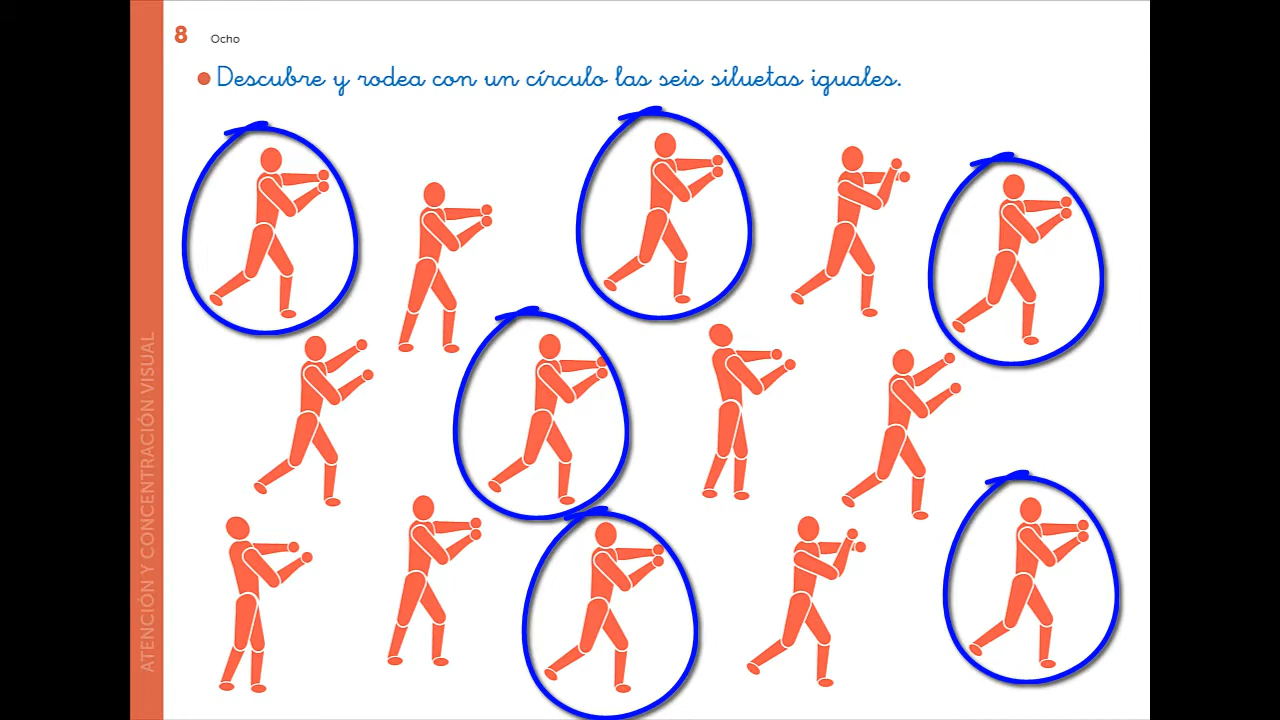 8 Ocho
Descubre y rodea con un círculo las seis siluetas iguales.
ATENCIÓN Y CONCENTRACIÓN VISUAL